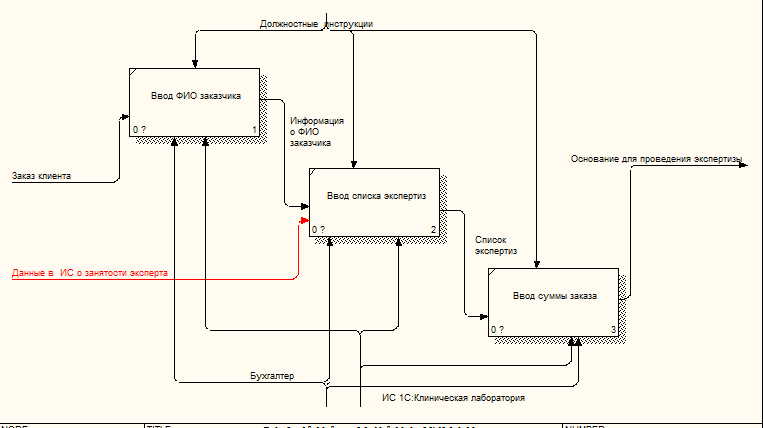 Должностные инструкции
Ввод ФИО заказчика
0 ?
1
Информация
о ФИО
заказчика
Заказ клиента
Основание для проведения экспертизы
Ввод списка экспертиз
0 ?
2
Список
экспертиз
Данные в ИС о занятости эксперта
Ввод суммы заказа
0 ?
3
Бухгалтер
ИС 1С:Клиническая лаборатория
NODE
TITLE
NUMBER